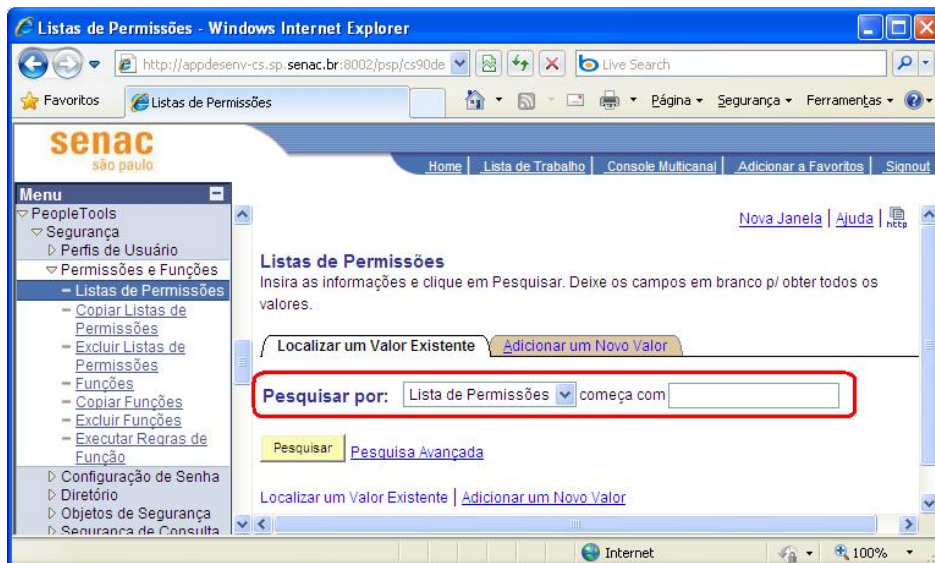 Listas de Permissões - Windows Internet Explorer
http://appdesenv-cs.sp.senac.br:8002/psp/cs90de
Live Search
Favoritos
Listas de Permissões
Página
Segurança
Ferramentas
senac
são paulo
Home | Lista de Trabalho | Console Multicanal | Adicionar a Favoritos | Signout
Menu
PeopleTools
Segurança
Perfis de Usuário
Permissões e Funções
– Listas de Permissões
– Copiar Listas de
Permissões
– Excluir Listas de
Permissões
– Funções
– Copiar Funções
– Excluir Funções
– Executar Regras de
Função
Configuração de Senha
Diretório
Objetos de Segurança
Segurança de Consulta
Nova Janela | Ajuda |
http
Listas de Permissões
Insira as informações e clique em Pesquisar. Deixe os campos em branco p/ obter todos os
valores.
Localizar um Valor Existente
Adicionar um Novo Valor
Pesquisar por: Lista de Permissões começa com
Pesquisar
Pesquisa Avançada
Localizar um Valor Existente | Adicionar um Novo Valor
Internet
100%